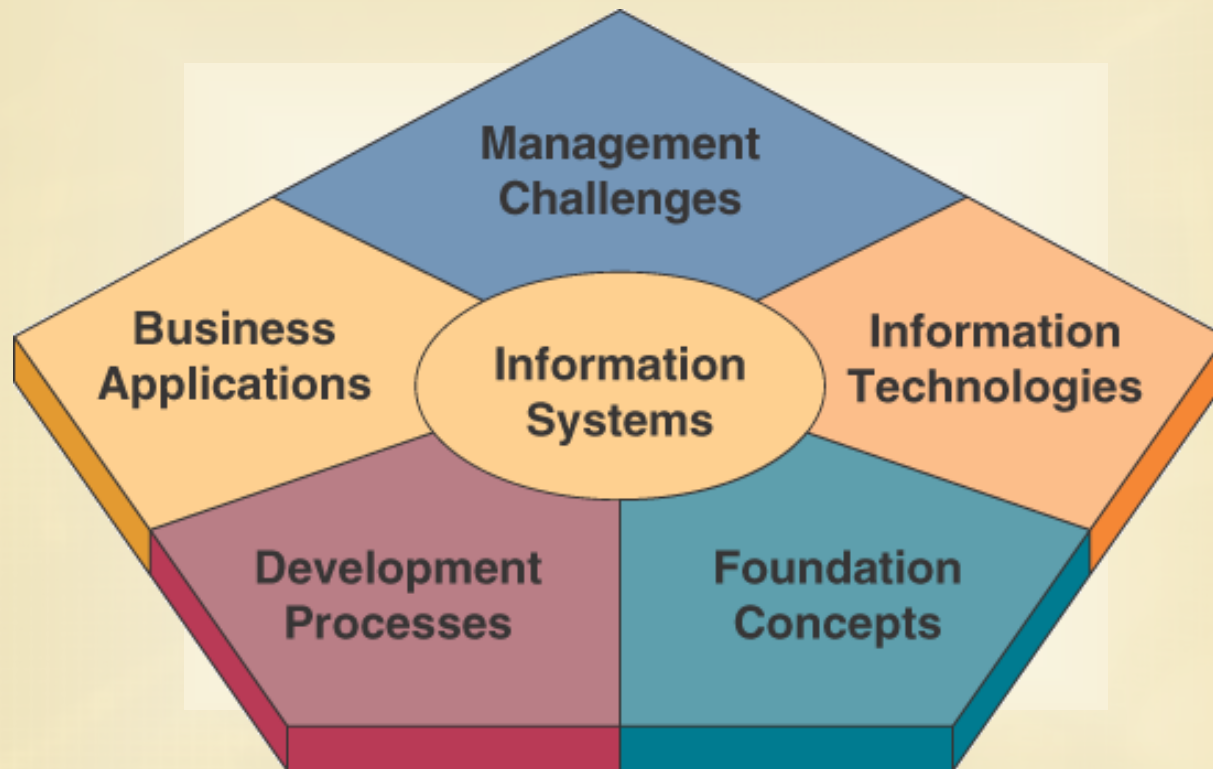 Management
Challenges
Business
Applications
Information
Systems
Information
Technologies
Development
Processes
Foundation
Concepts